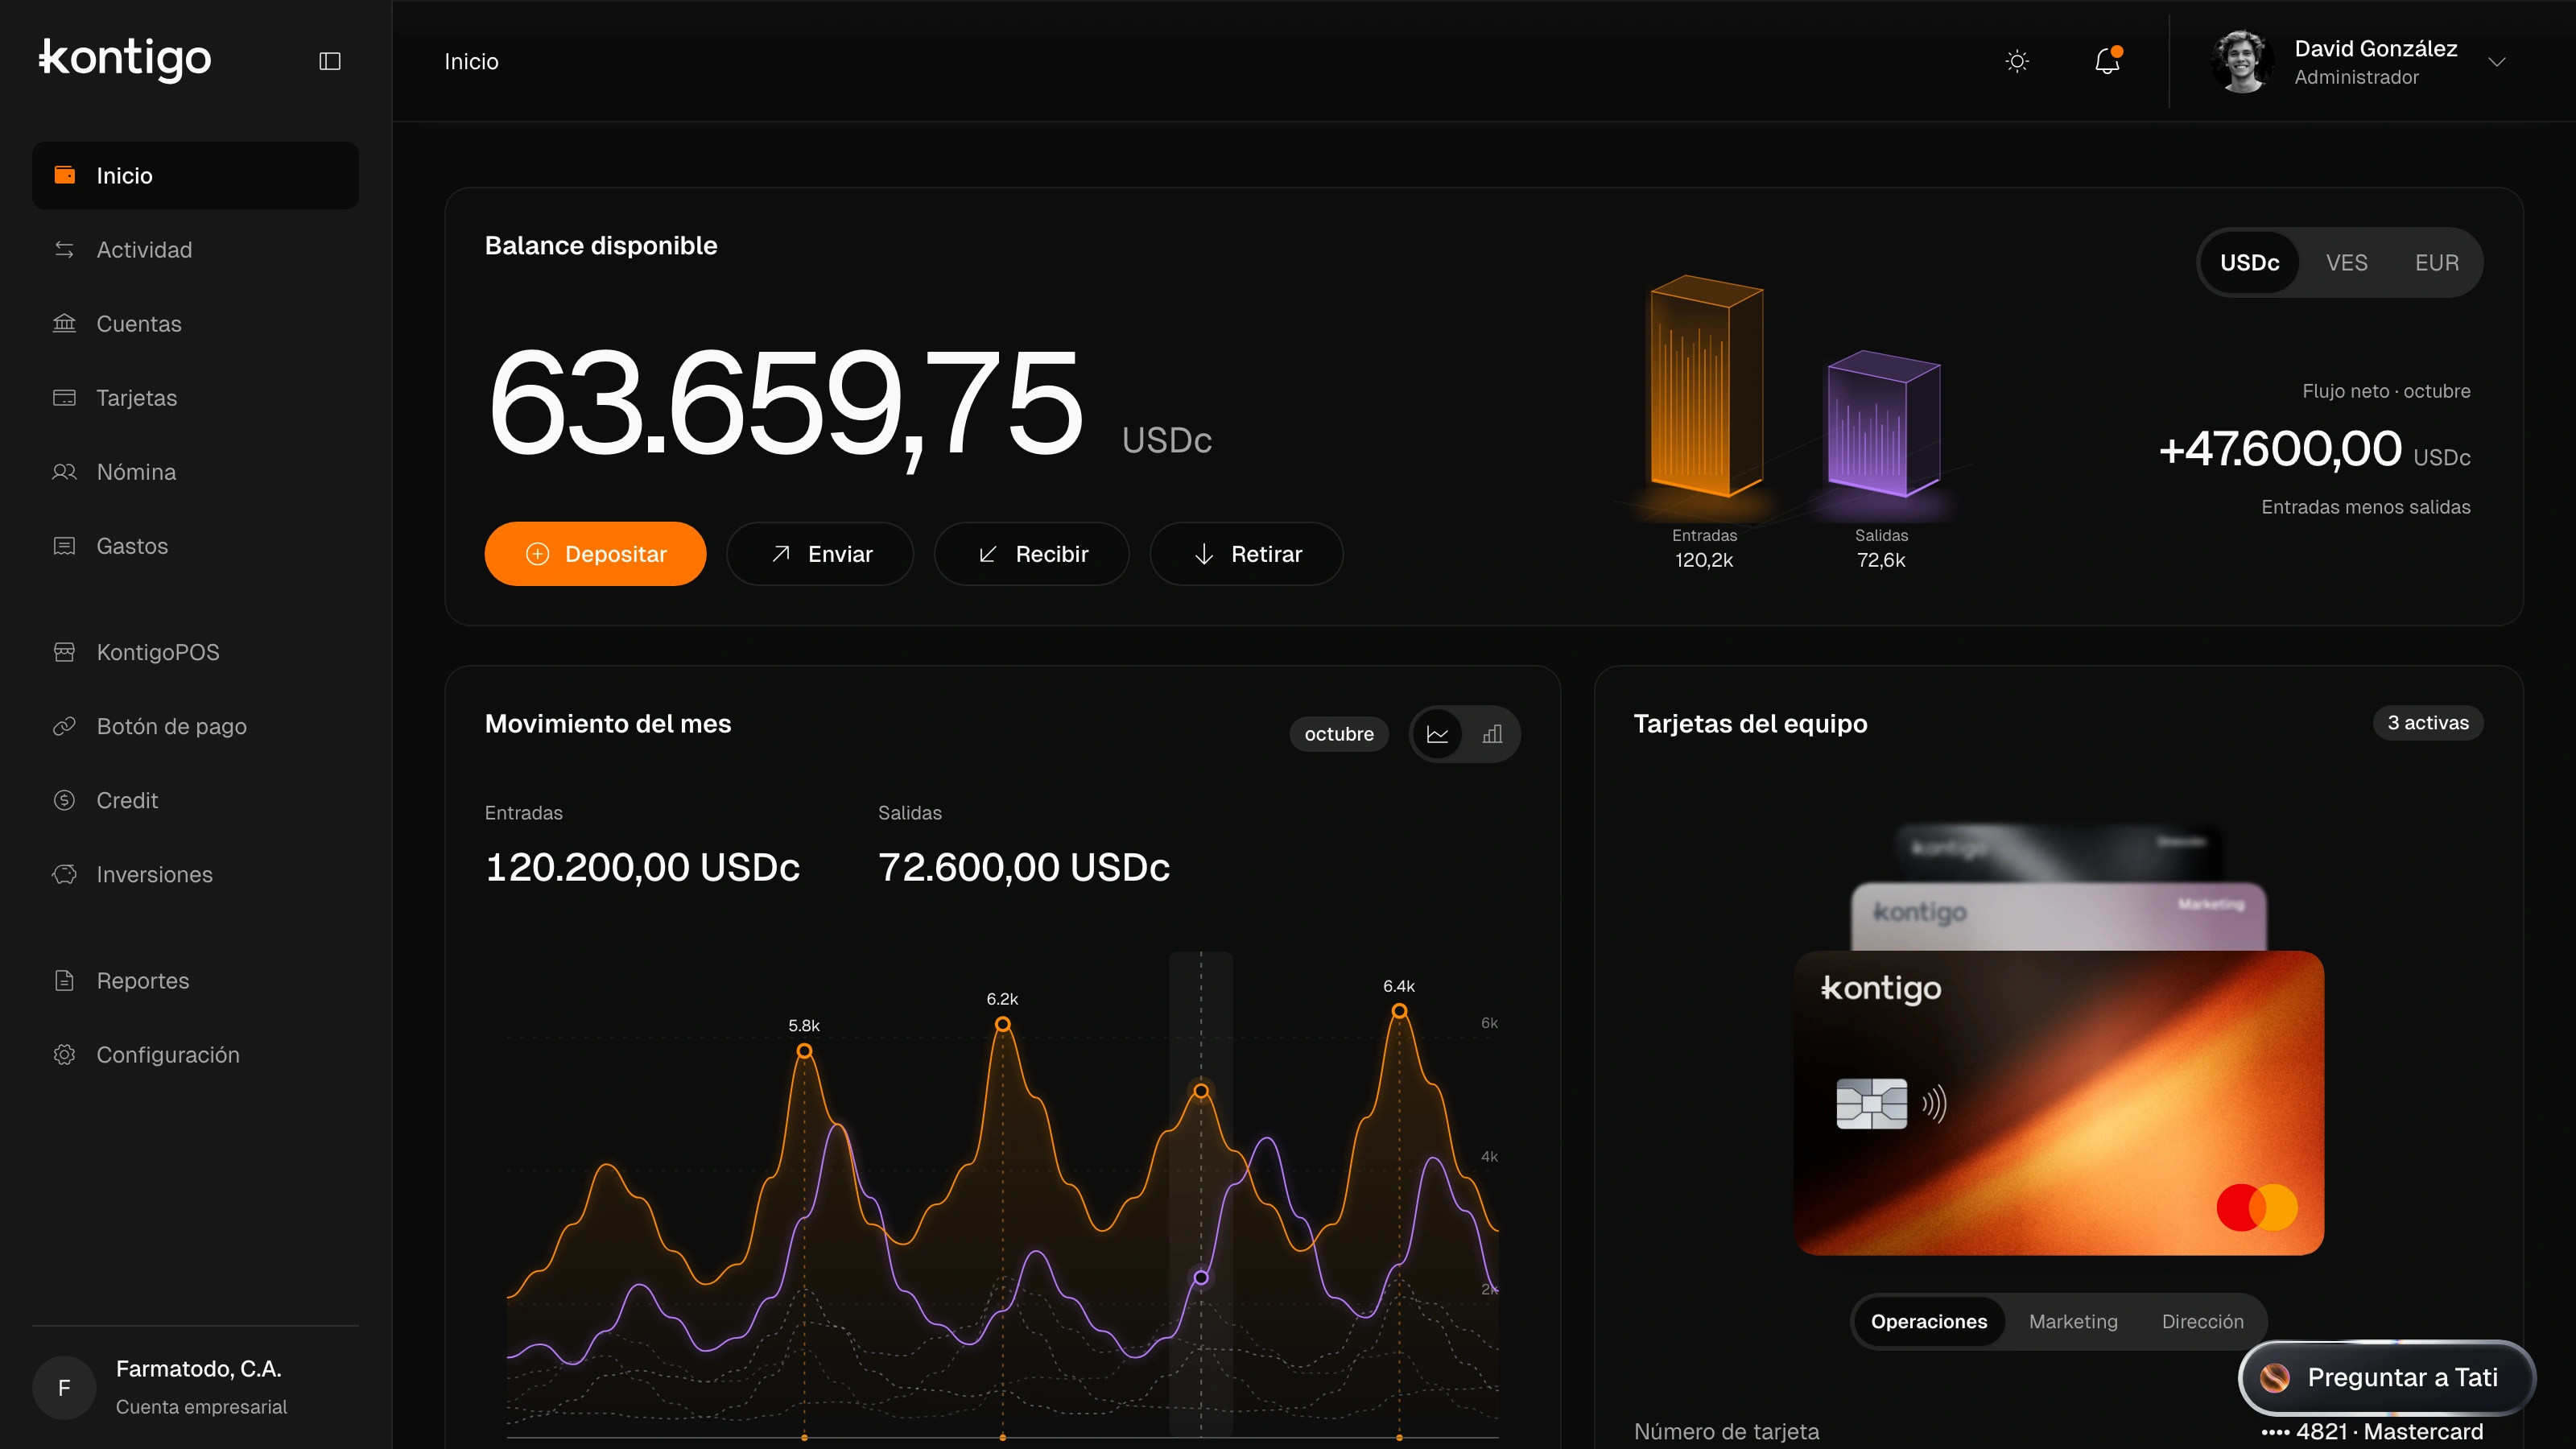 kontigo
Inicio
Actividad
Cuentas
Tarjetas
Nómina
Gastos
KontigoPOS
Botón de pago
Credit
Inversiones
Reportes
Configuración
F
Farmatodo, C.A.
Cuenta empresarial
Inicio
David González
Administrador
Balance disponible
63.659,75 USDc
Depositar
Enviar
Recibir
Retirar
Entradas
120,2k
Salidas
72,6k
USDc VES EUR
Flujo neto · octubre
+47.600,00 USDc
Entradas menos salidas
Movimiento del mes
octubre
Entradas
120.200,00 USDc
Salidas
72.600,00 USDc
5.8k
6.2k
6.4k
6k
4k
2k
Tarjetas del equipo
3 activas
kontigo Dirección
kontigo Marketing
kontigo
Operaciones Marketing Dirección
Preguntar a Tati
Número de tarjeta
•••• 4821 · Mastercard